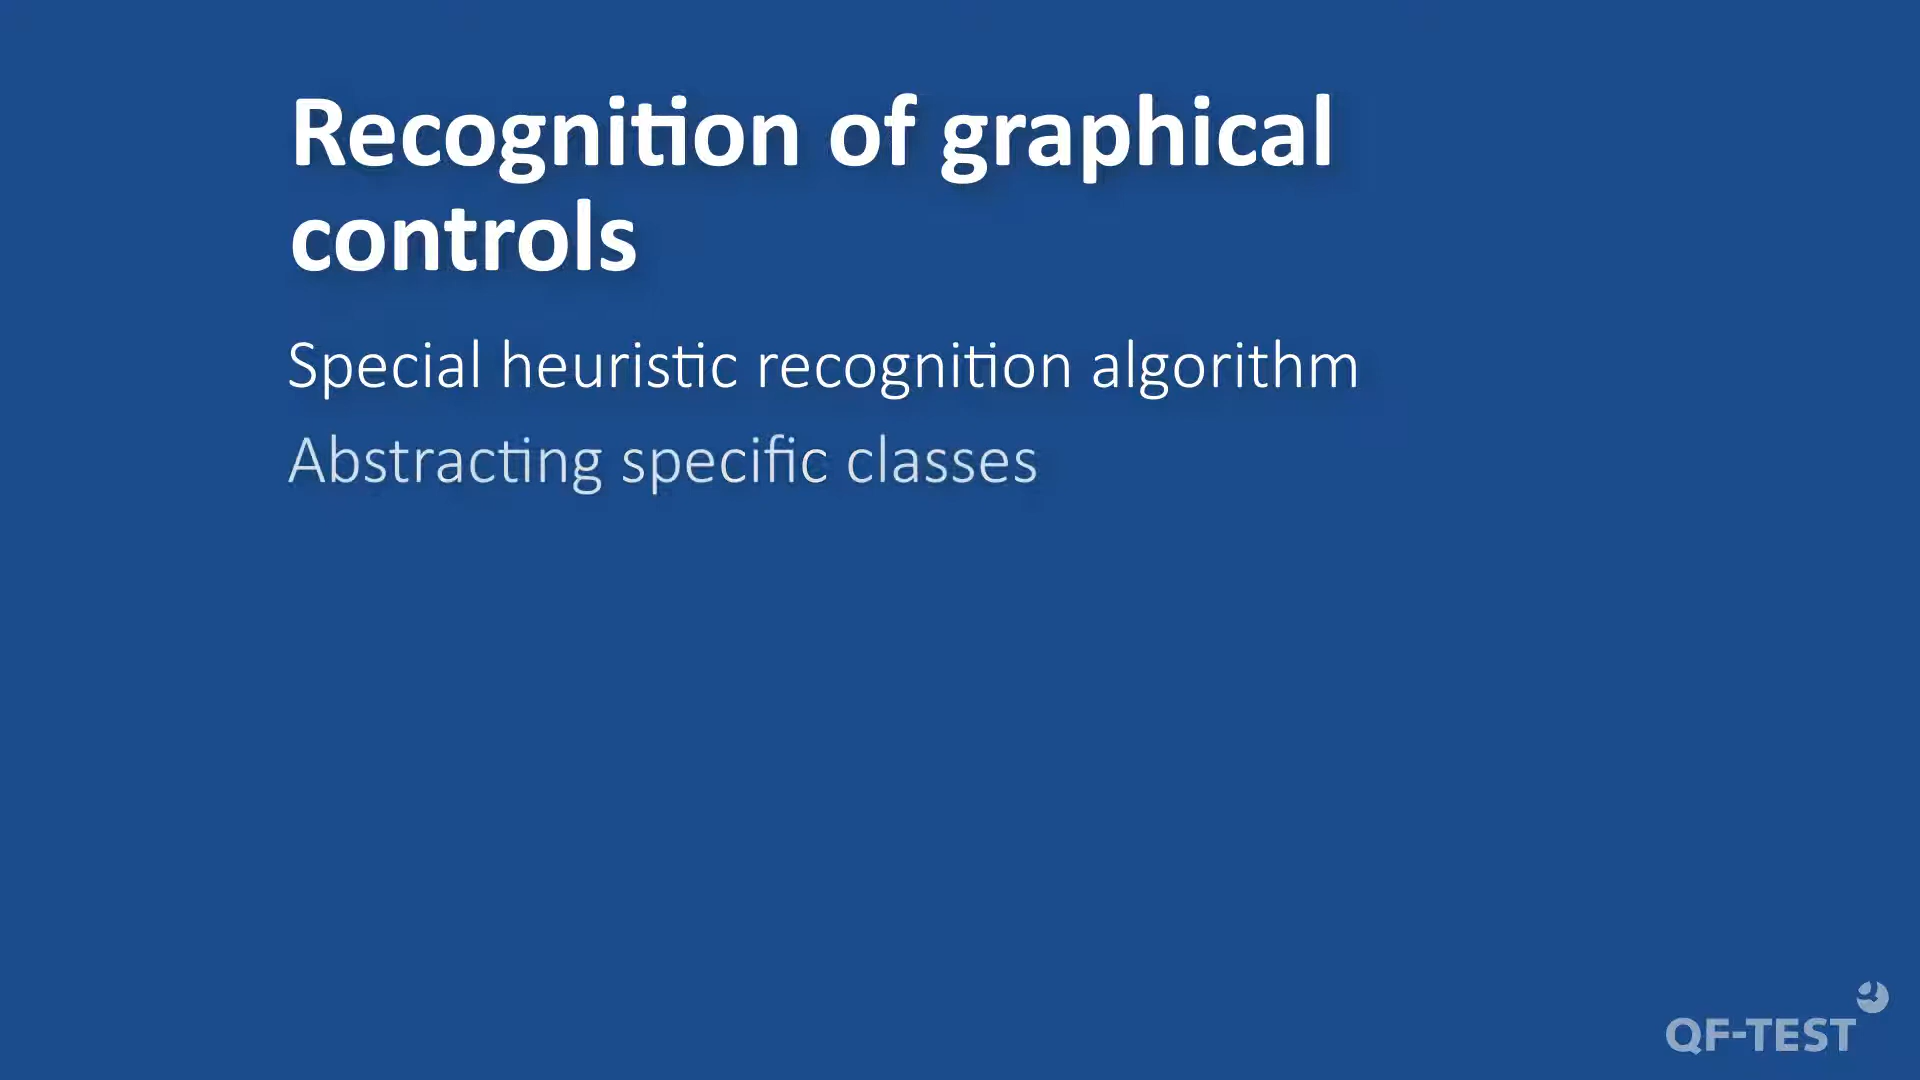 Recognition of graphical
controls
Special heuristic recognition algorithm
Abstracting specific classes
QF-TEST